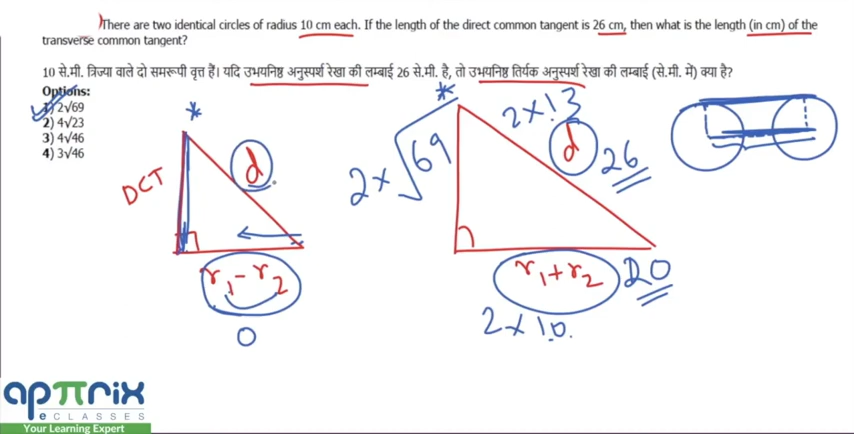 There are two identical circles of radius 10 cm each. If the length of the direct common tangent is 26 cm, then what is the length (in cm) of the
transverse common tangent?
10 से.मी. त्रिज्या वाले दो समरूपी वृत्त हैं। यदि उभयनिष्ठ अनुस्पर्श रेखा की लम्बाई 26 से.मी. है, तो उभयनिष्ठ तिर्यक अनुस्पर्श रेखा की लम्बाई (से.मी. में) क्या है?
Options:
1) 2√69
2) 4√23
3) 4√46
4) 3√46
*
DCT
d
r₁ - r₂
0
*
2 × √69
2 × 13
d
26
r₁ + r₂
20
2 × 10
apππrix
e CLASSES
Your Learning Expert